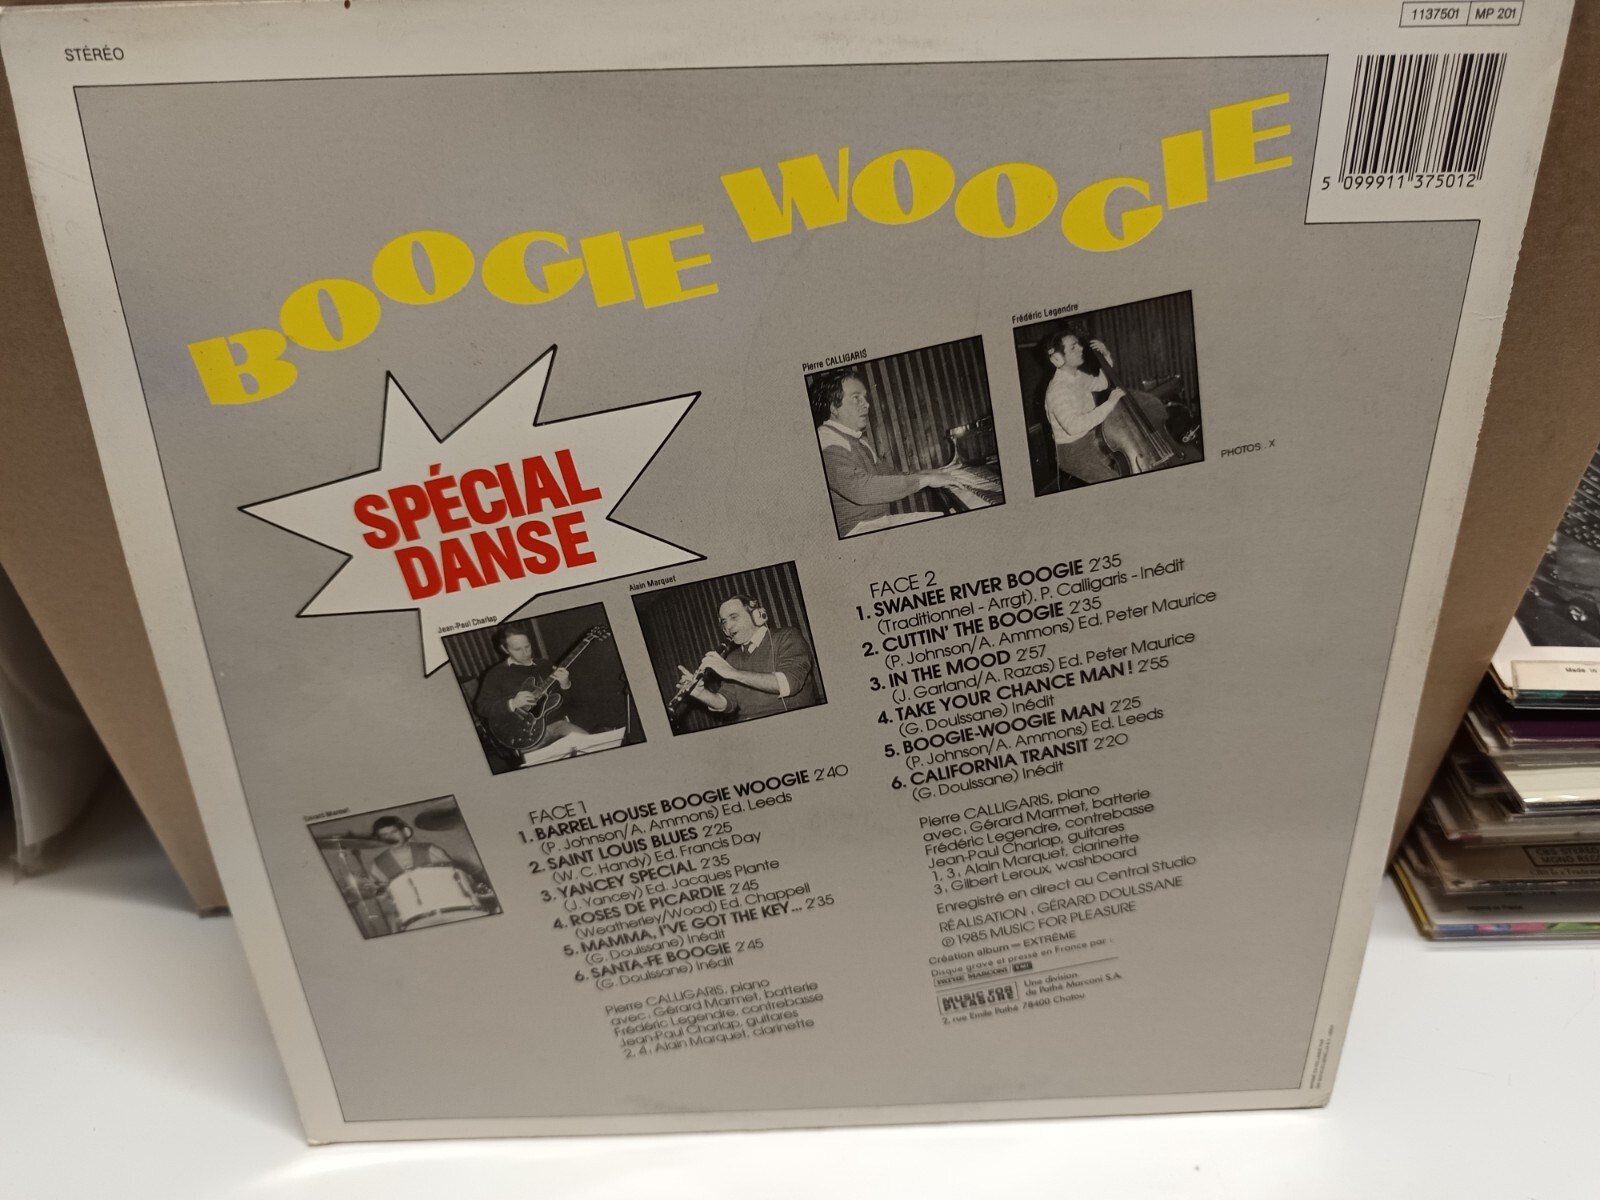 STÉRÉO
1137501 MP 201
5 099911 375012
BOOGIE WOOGIE
SPÉCIAL
DANSE
Pierre CALLIGARIS
Frédéric Legendre
PHOTOS X
Jean-Paul Charlap
Alain Marquet
FACE 1
1. BARREL HOUSE BOOGIE WOOGIE 2'40
(P. Johnson/A. Ammons) Ed. Leeds
2. SAINT LOUIS BLUES 2'25
(W. C. Handy) Ed. Francis Day
3. YANCEY SPECIAL 2'35
(J. Yancey) Ed. Jacques Plante
4. ROSES DE PICARDIE 2'45
(Weatherley/Wood) Ed. Chappell
5. MAMMA, I'VE GOT THE KEY... 2'35
(G. Doulssane) Inédit
6. SANTA-FE BOOGIE 2'45
(G. Doulssane) Inédit
Pierre CALLIGARIS, piano
avec, Gérard Marmet, batterie
Frédéric Legendre, contrebasse
Jean-Paul Charlap, guitares
2, 4, Alain Marquet, clarinette
FACE 2
1. SWANEE RIVER BOOGIE 2'35
(Traditionnel - Arrgt). P. Calligaris - Inédit
2. CUTTIN' THE BOOGIE 2'35
(P. Johnson/A. Ammons) Ed. Peter Maurice
3. IN THE MOOD 2'57
(J. Garland/A. Razas) Ed. Peter Maurice
4. TAKE YOUR CHANCE MAN! 2'55
(G. Doulssane) Inédit
5. BOOGIE-WOOGIE MAN 2'25
(P. Johnson/A. Ammons) Ed. Leeds
6. CALIFORNIA TRANSIT 2'20
(G. Doulssane) Inédit
Pierre CALLIGARIS, piano
avec, Gérard Marmet, batterie
Frédéric Legendre, contrebasse
Jean-Paul Charlap, guitares
1, 3, Alain Marquet, clarinette
3, Gilbert Leroux, washboard
Enregistré en direct au Central Studio
RÉALISATION, GÉRARD DOULSSANE
℗ 1985 MUSIC FOR PLEASURE
Création album = EXTRÊME
Disque gravé et pressé en France par :
PATHE MARCONI EMI
MUSIC FOR PLEASURE
Une division
de Pathé Marconi S.A.
2, rue Emile Pathé 78400 Chatou
Made in